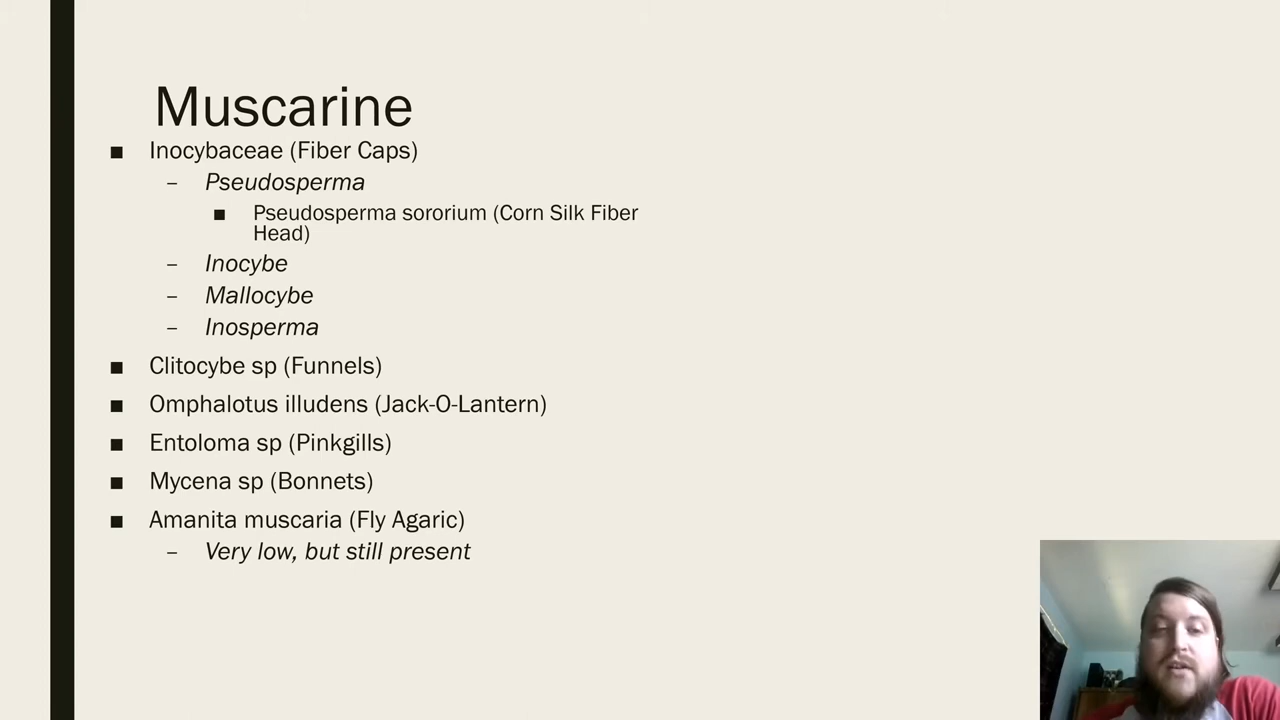 Muscarine
■ Inocybaceae (Fiber Caps)
– Pseudosperma
■ Pseudosperma sororium (Corn Silk Fiber
Head)
– Inocybe
– Mallocybe
– Inosperma
■ Clitocybe sp (Funnels)
■ Omphalotus illudens (Jack-O-Lantern)
■ Entoloma sp (Pinkgills)
■ Mycena sp (Bonnets)
■ Amanita muscaria (Fly Agaric)
– Very low, but still present